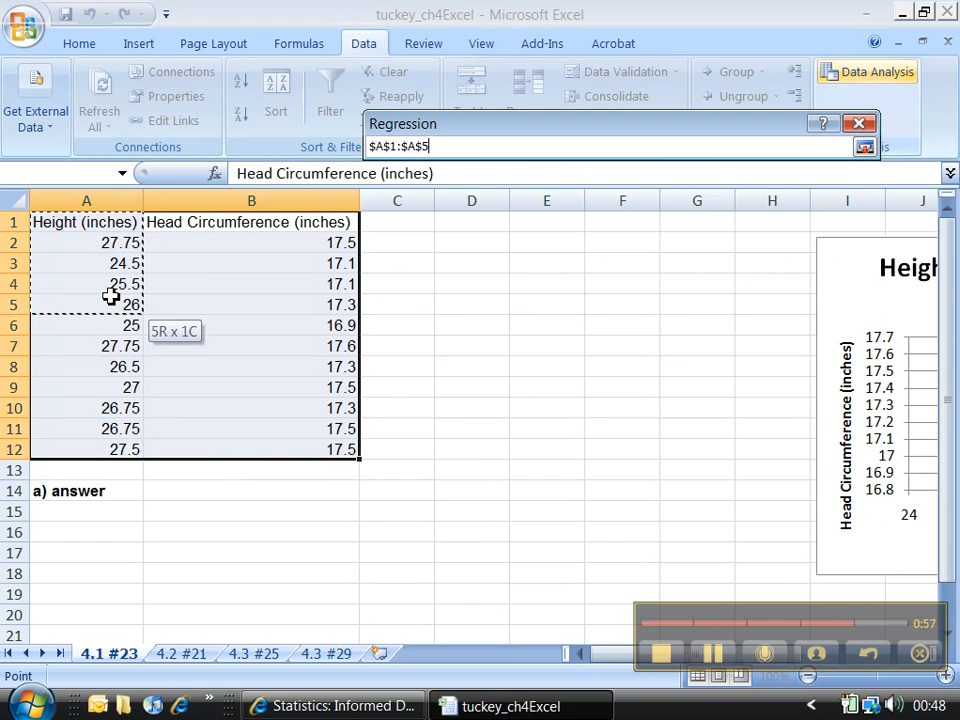 tuckey_ch4Excel - Microsoft Excel
Home Insert Page Layout Formulas Data Review View Add-Ins Acrobat
Get External Data
Refresh All
Connections
Properties
Edit Links
Connections
Sort
Filter
Clear
Reapply
Sort & Filte
Data Validation
Consolidate
Group
Ungroup
Data Analysis
is
Regression
$A$1:$A$5
fx Head Circumference (inches)
A B C D E F G H I J
1 Height (inches) Head Circumference (inches)
2 27.75 17.5
3 24.5 17.1
4 25.5 17.1
5 26 17.3
6 25 16.9
7 27.75 17.6
8 26.5 17.3
9 27 17.5
10 26.75 17.3
11 26.75 17.5
12 27.5 17.5
13
14 a) answer
15
16
17
18
19
20
21
5R x 1C
Heigh
Head Circumference (inches)
17.7
17.6
17.5
17.4
17.3
17.2
17.1
17
16.9
16.8
24
0:57
4.1 #23 4.2 #21 4.3 #25 4.3 #29
Point
100%
Statistics: Informed D...
tuckey_ch4Excel
00:48